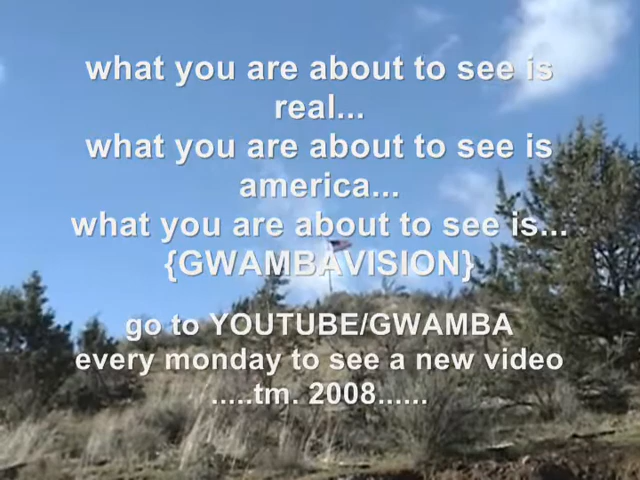 what you are about to see is
real...
what you are about to see is
america...
what you are about to see is...
{GWAMBAVISION}
go to YOUTUBE/GWAMBA
every monday to see a new video
.....tm. 2008......